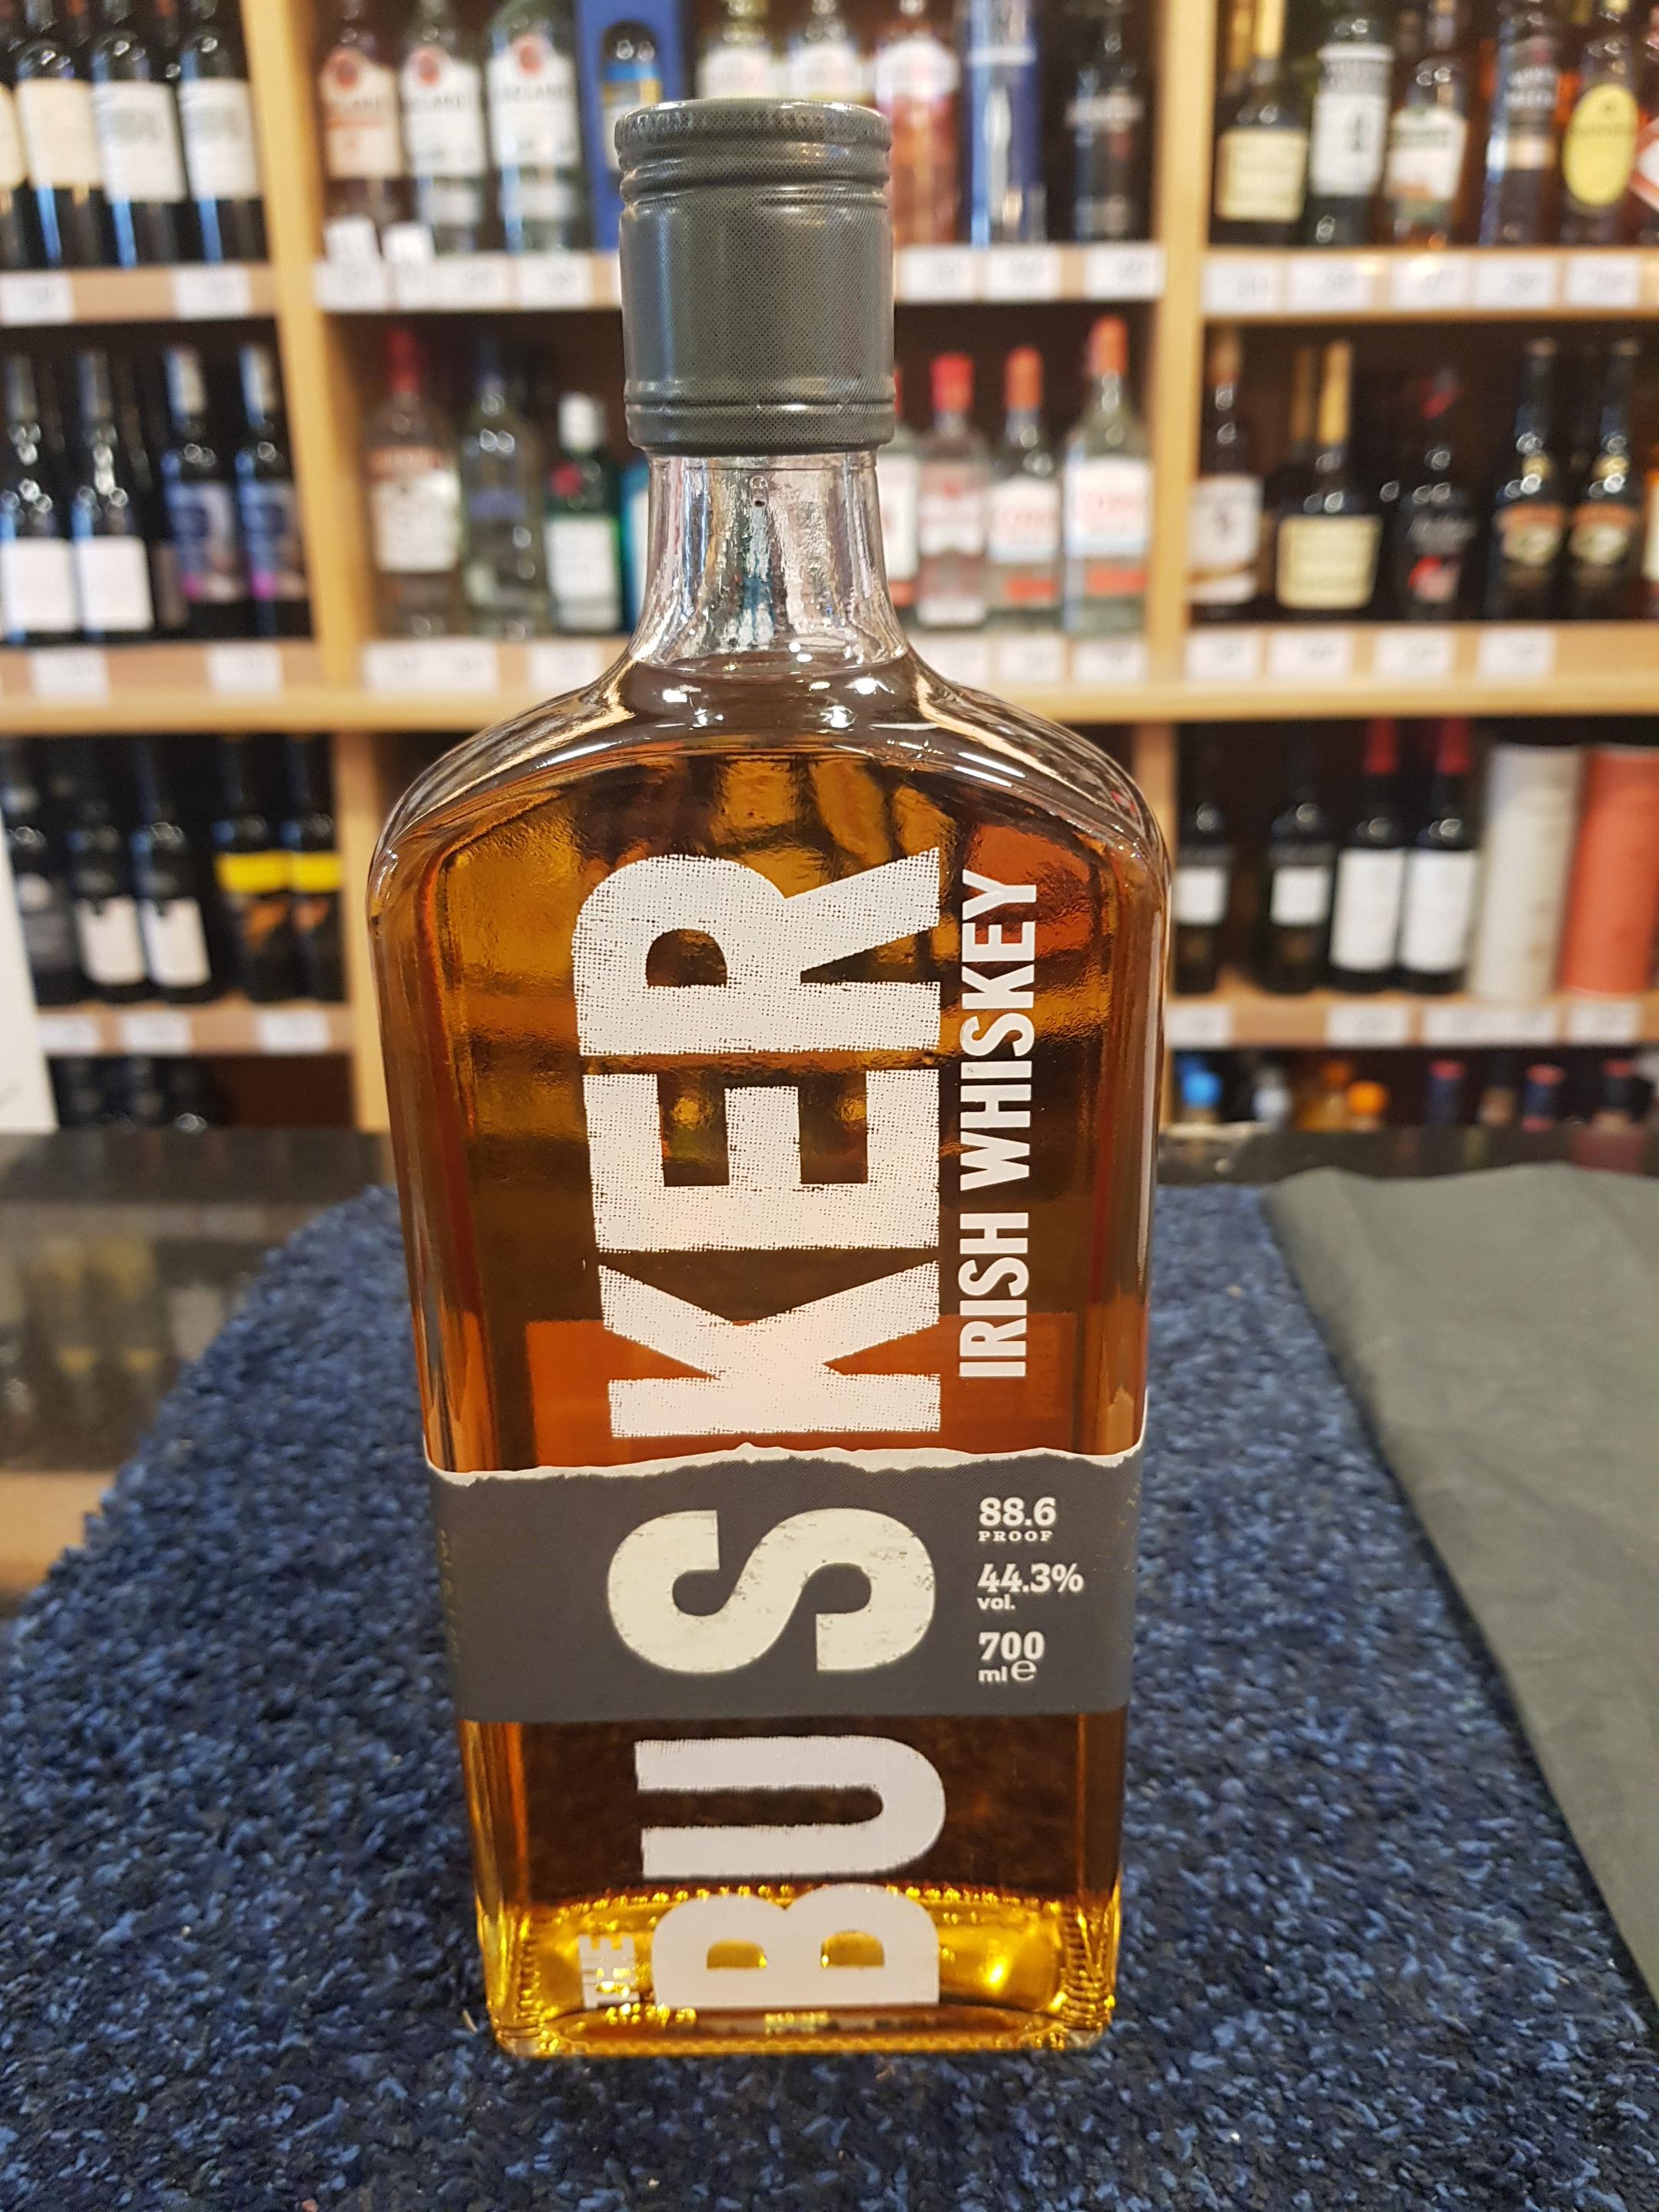 THE
BUSKER
IRISH WHISKEY
88.6
PROOF
44.3%
vol.
700
ml e